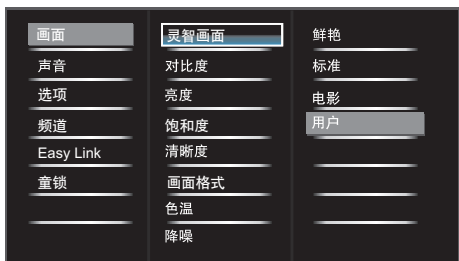 画面
声音
选项
频道
Easy Link
童锁
灵智画面
对比度
亮度
饱和度
清晰度
画面格式
色温
降噪
鲜艳
标准
电影
用户